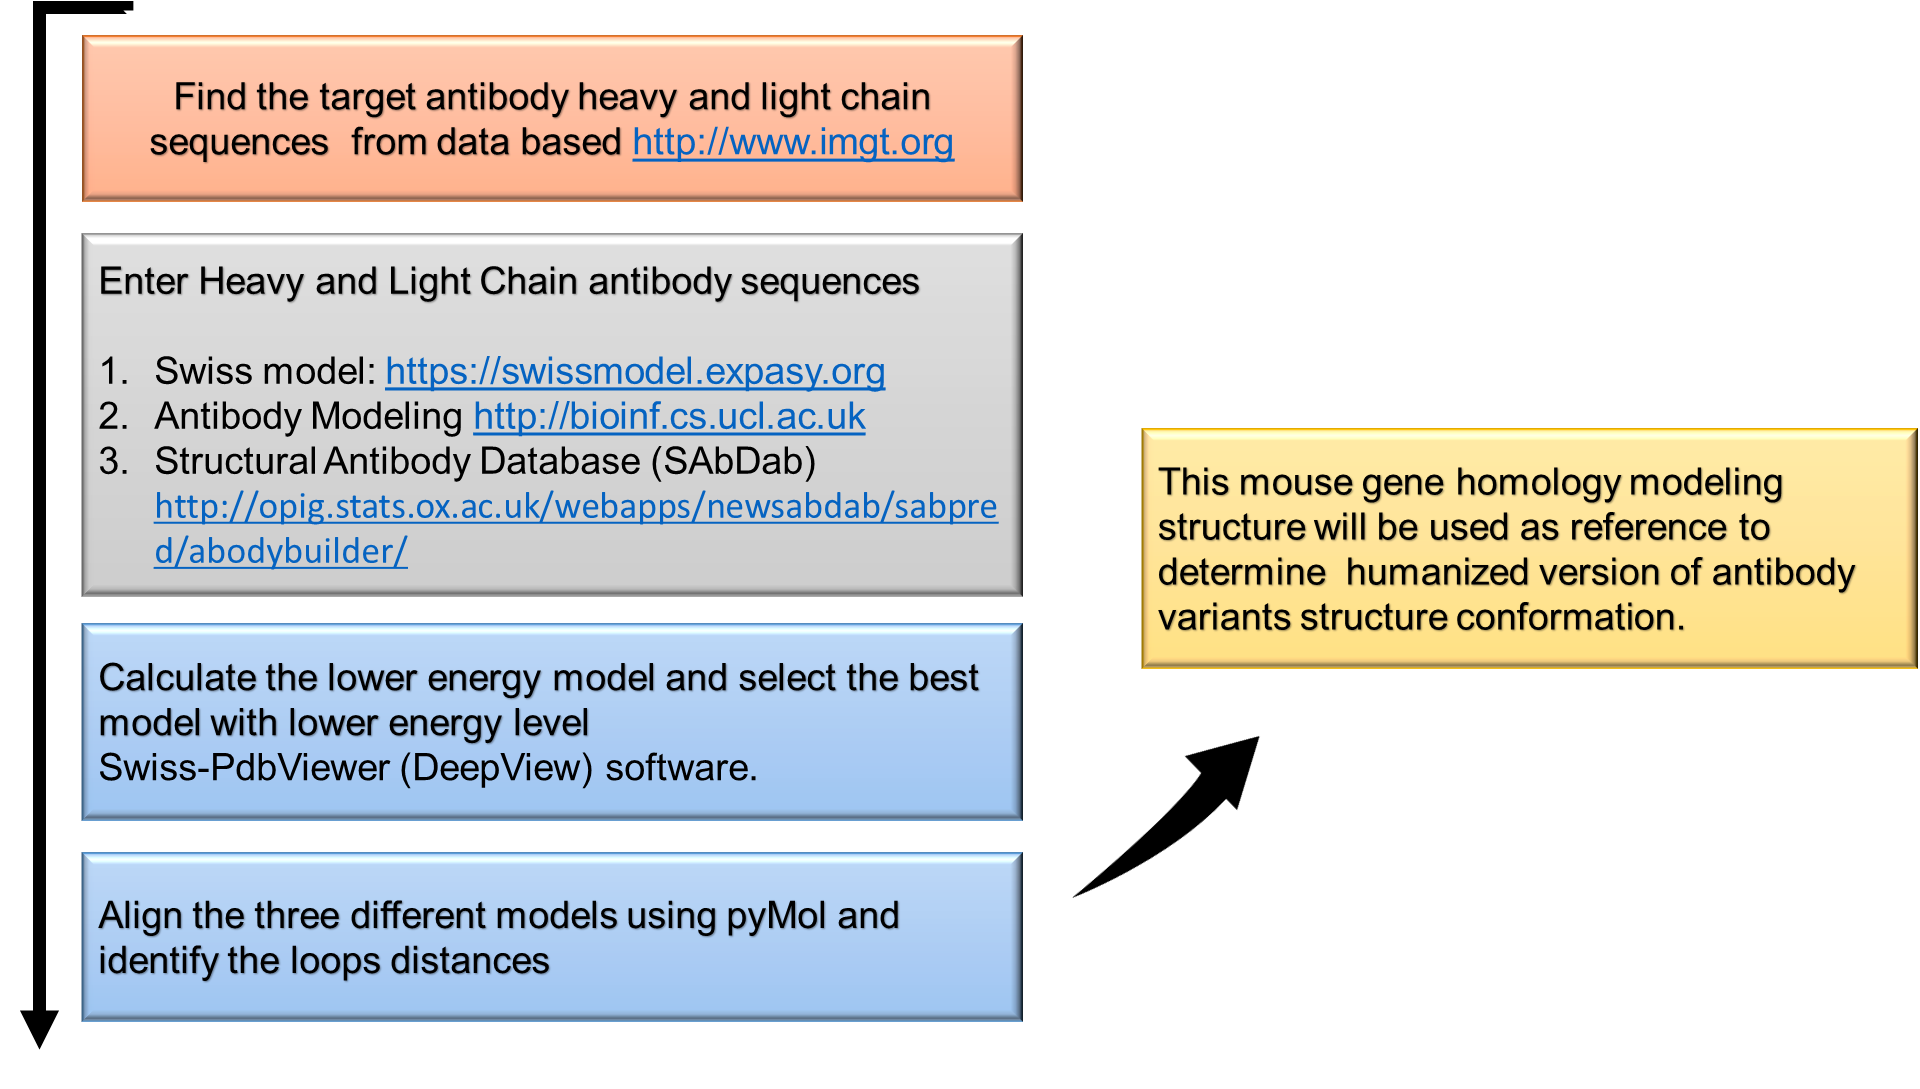 Find the target antibody heavy and light chain
sequences  from data based http://www.imgt.org
Enter Heavy and Light Chain antibody sequences
1. Swiss model: https://swissmodel.expasy.org
2. Antibody Modeling http://bioinf.cs.ucl.ac.uk
3. Structural Antibody Database (SAbDab)
http://opig.stats.ox.ac.uk/webapps/newsabdab/sabpre
d/abodybuilder/
Calculate the lower energy model and select the best
model with lower energy level
Swiss-PdbViewer (DeepView) software.
Align the three different models using pyMol and
identify the loops distances
This mouse gene homology modeling
structure will be used as reference to
determine  humanized version of antibody
variants structure conformation.